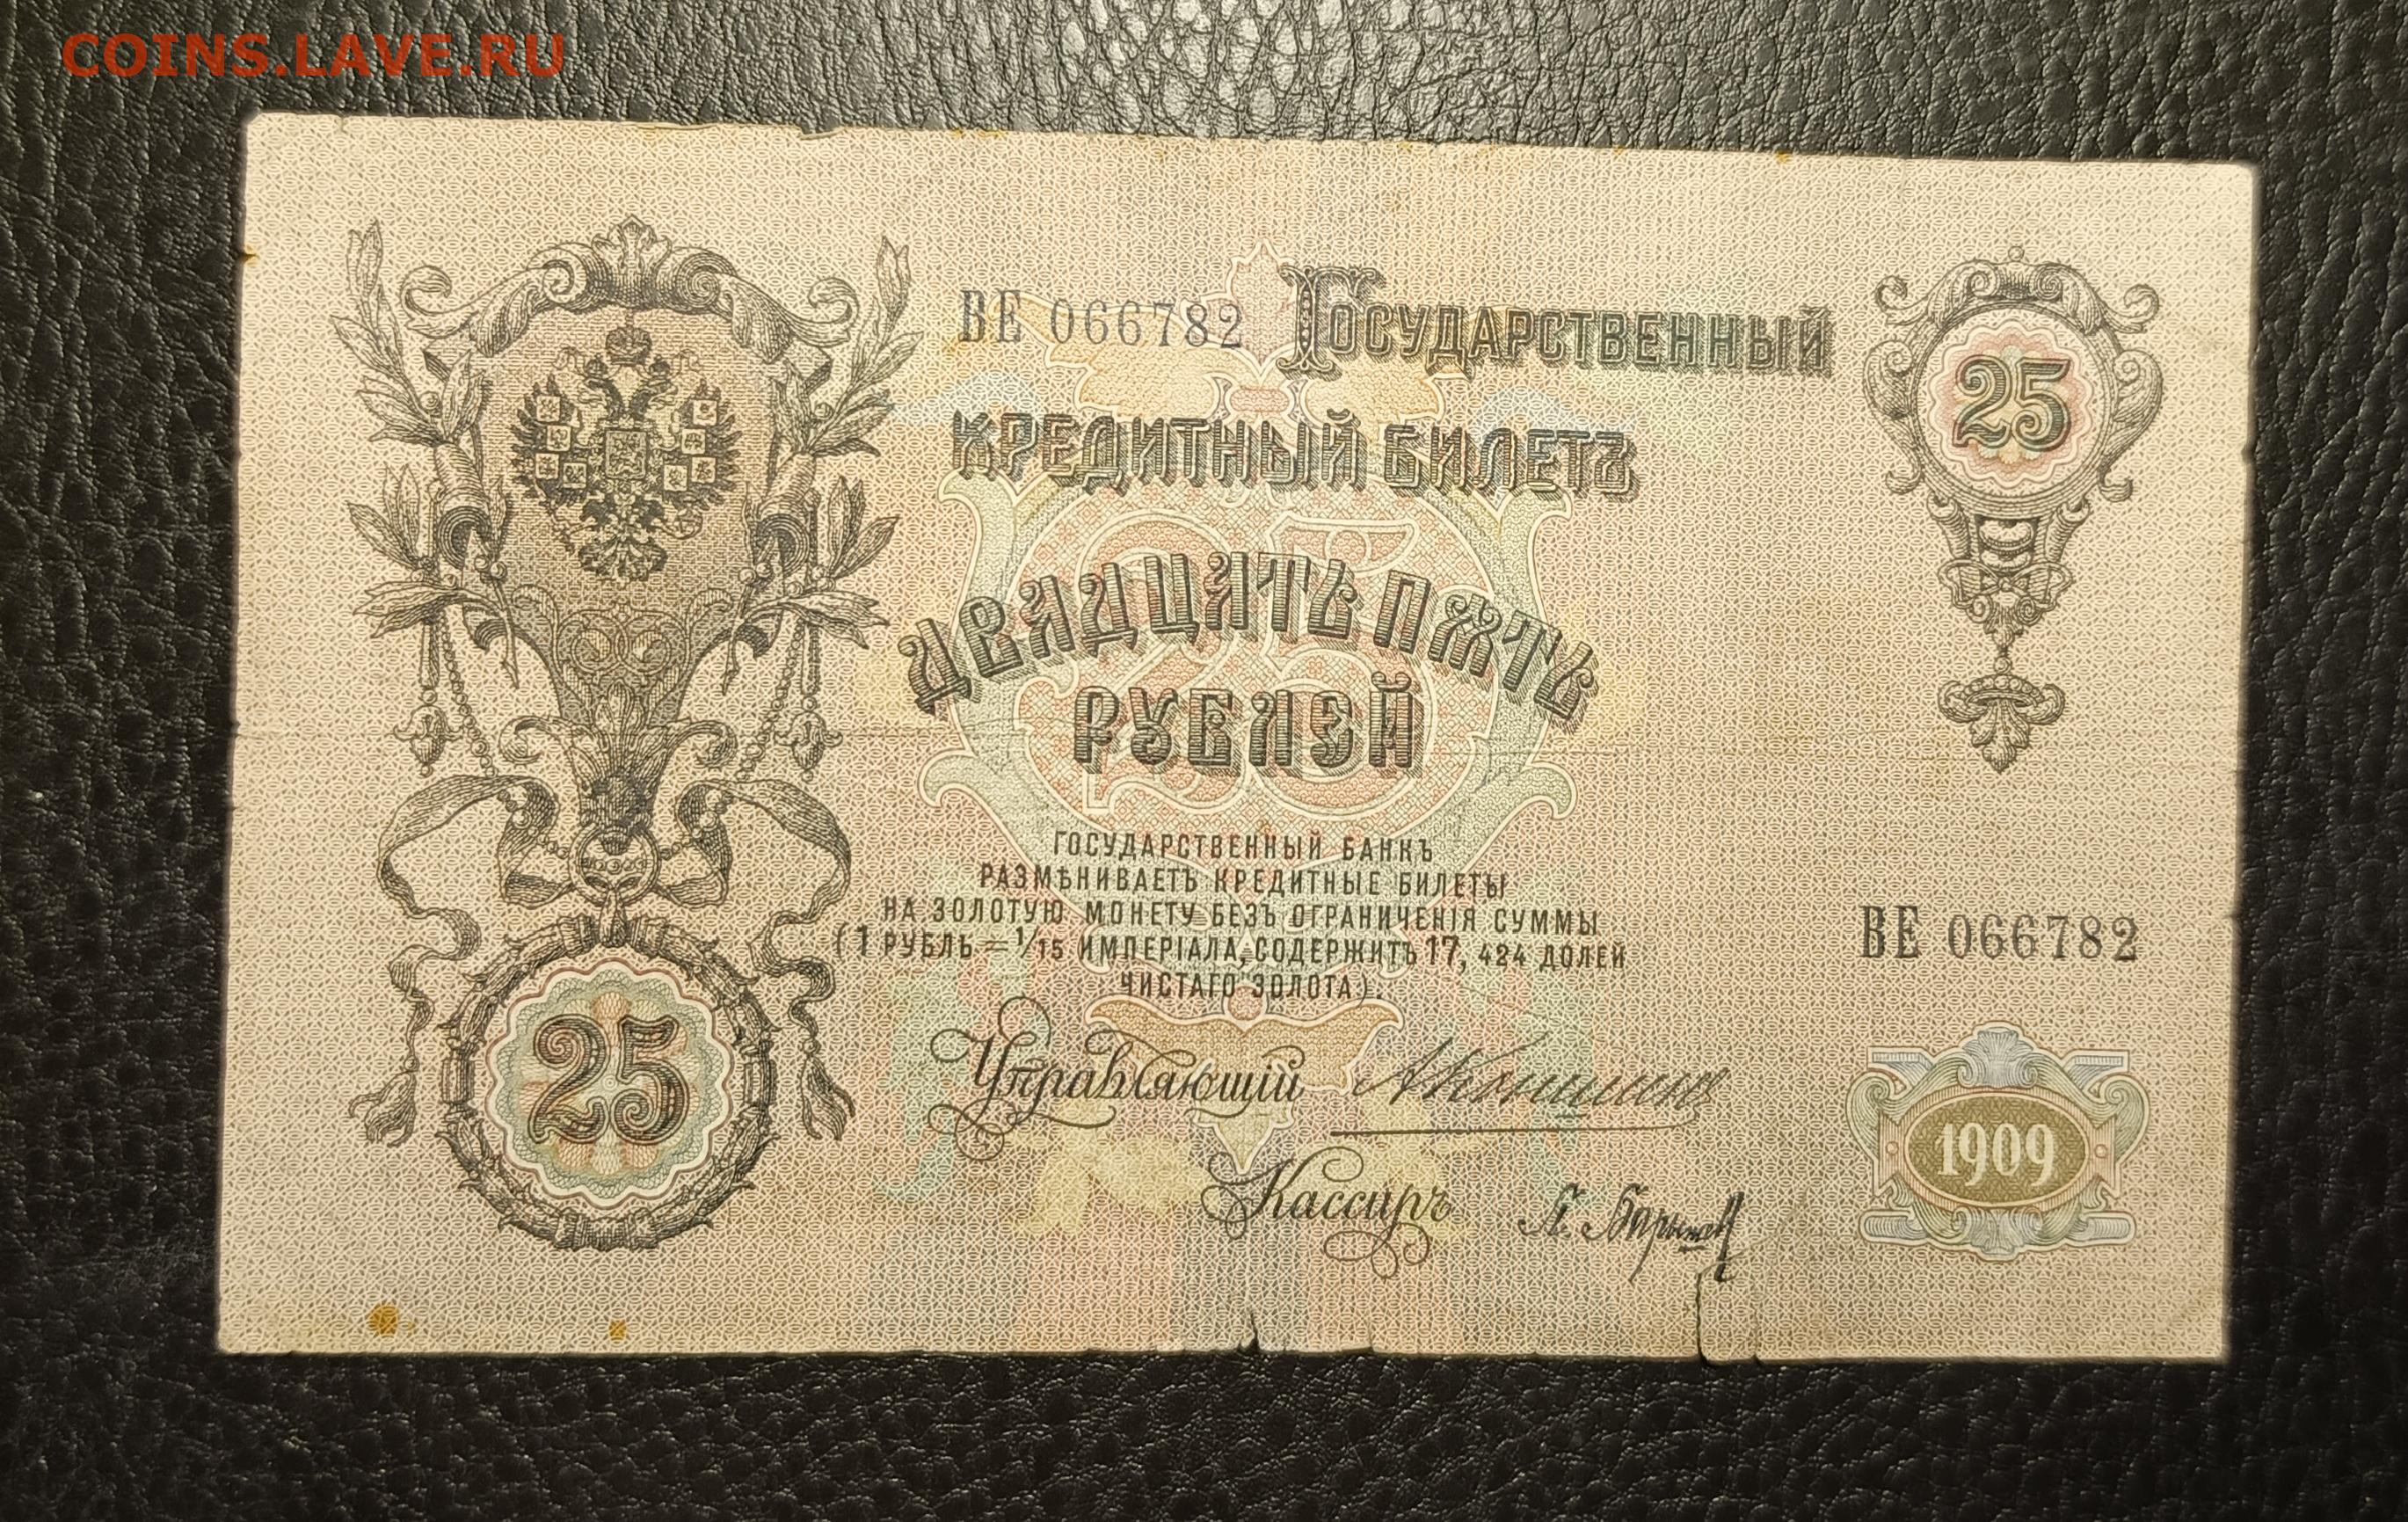 COINS.LAVE.RU
ВЕ 066782 ГОСУДАРСТВЕННЫЙ
25
КРЕДИТНЫЙ БИЛЕТЪ
25
ДВАДЦАТЬ ПЯТЬ
РУБЛЕЙ
ГОСУДАРСТВЕННЫЙ БАНКЪ
РАЗМѢНИВАЕТЪ КРЕДИТНЫЕ БИЛЕТЫ
НА ЗОЛОТУЮ МОНЕТУ БЕЗЪ ОГРАНИЧЕНІЯ СУММЫ
(1 РУБЛЬ = 1/15 ИМПЕРІАЛА, СОДЕРЖИТЪ 17, 424 ДОЛЕЙ
ЧИСТАГО ЗОЛОТА).
ВЕ 066782
25
Управляющій АКоншинъ
1909
Кассиръ